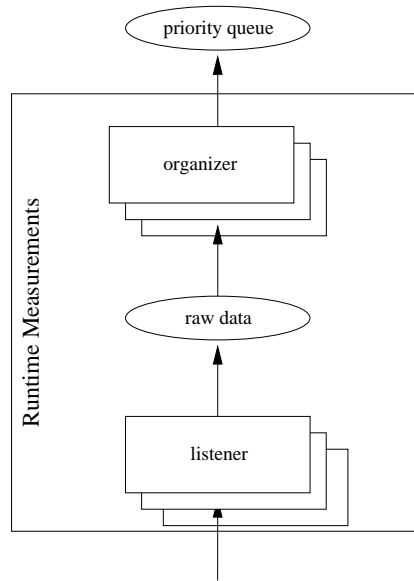 priority queue
organizer
Runtime Measurements
raw data
listener